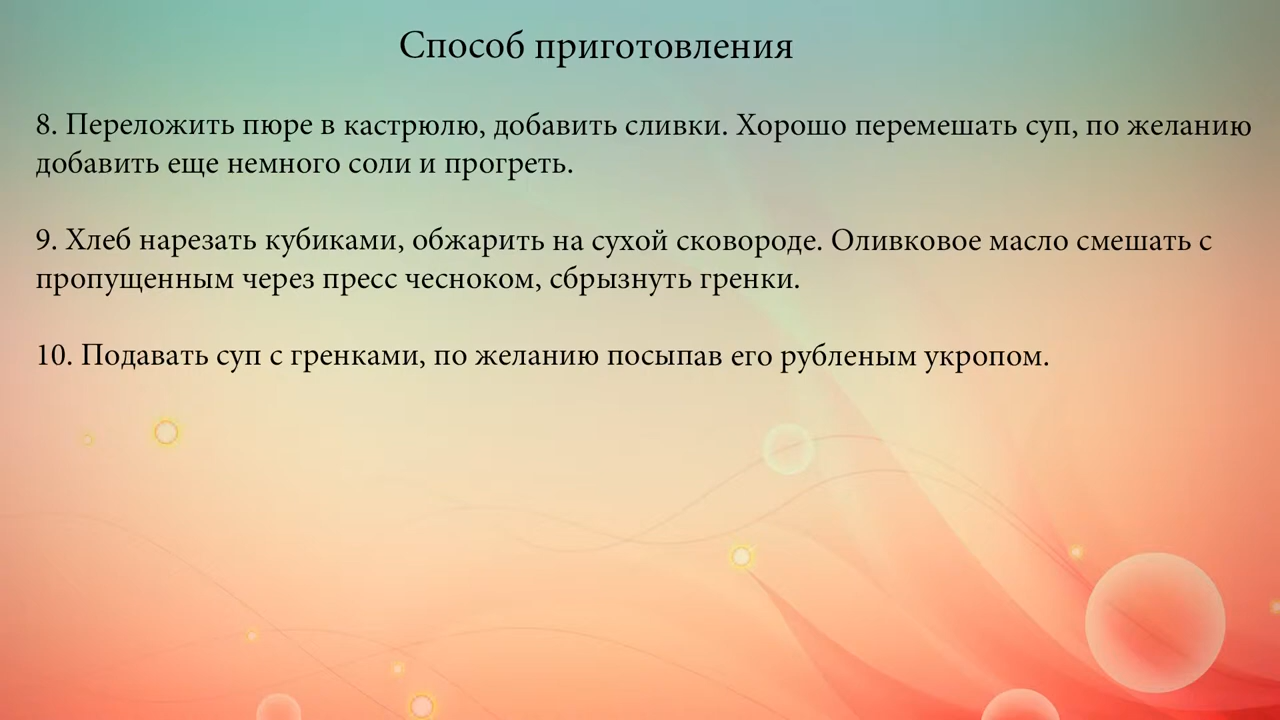 Способ приготовления
8. Переложить пюре в кастрюлю, добавить сливки. Хорошо перемешать суп, по желанию
добавить еще немного соли и прогреть.
9. Хлеб нарезать кубиками, обжарить на сухой сковороде. Оливковое масло смешать с
пропущенным через пресс чесноком, сбрызнуть гренки.
10. Подавать суп с гренками, по желанию посыпав его рубленым укропом.